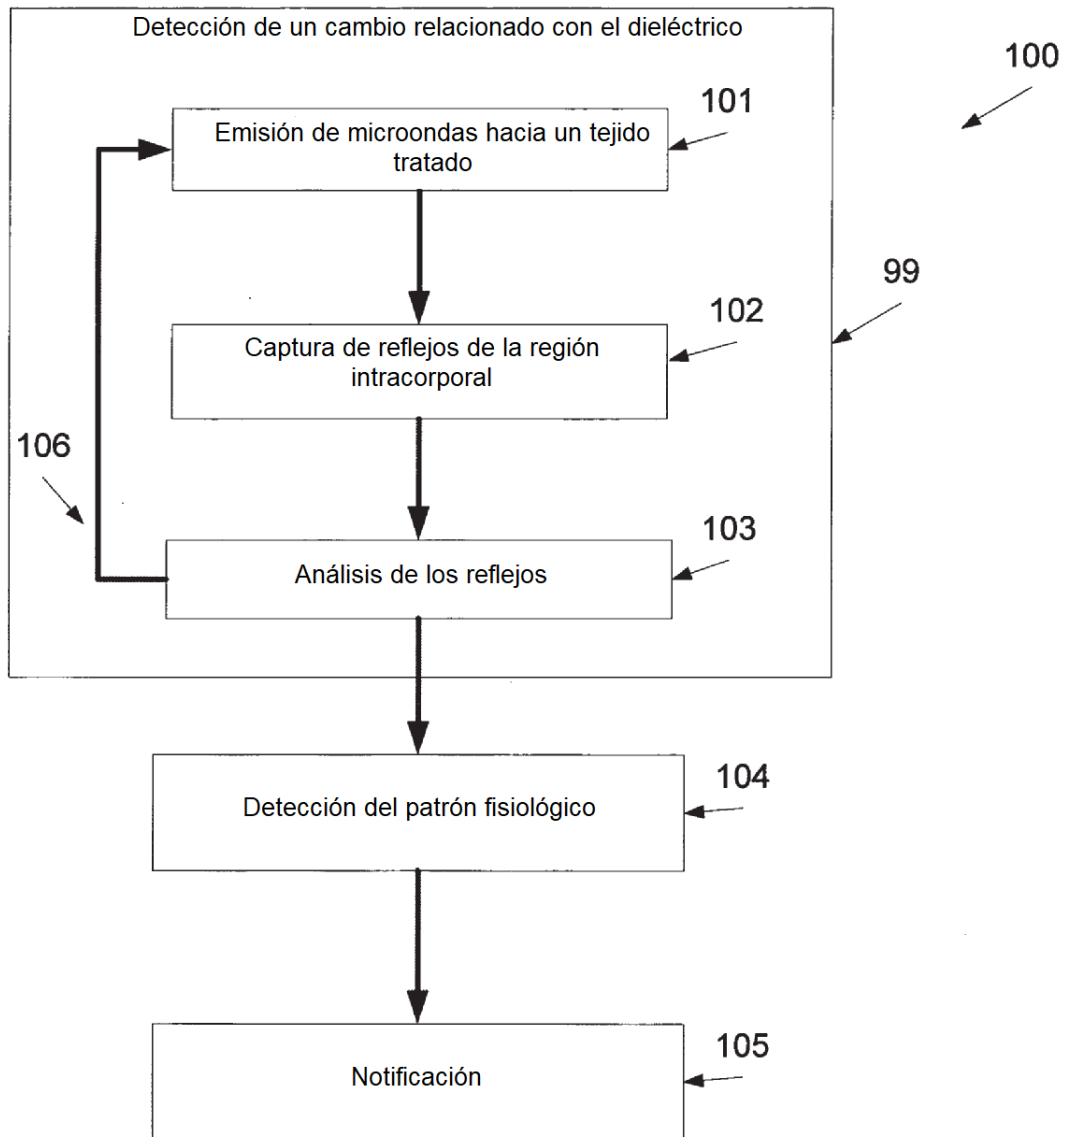 Detección de un cambio relacionado con el dieléctrico
100
101
Emisión de microondas hacia un tejido
tratado
99
102
Captura de reflejos de la región
intracorporal
106
103
Análisis de los reflejos
104
Detección del patrón fisiológico
105
Notificación